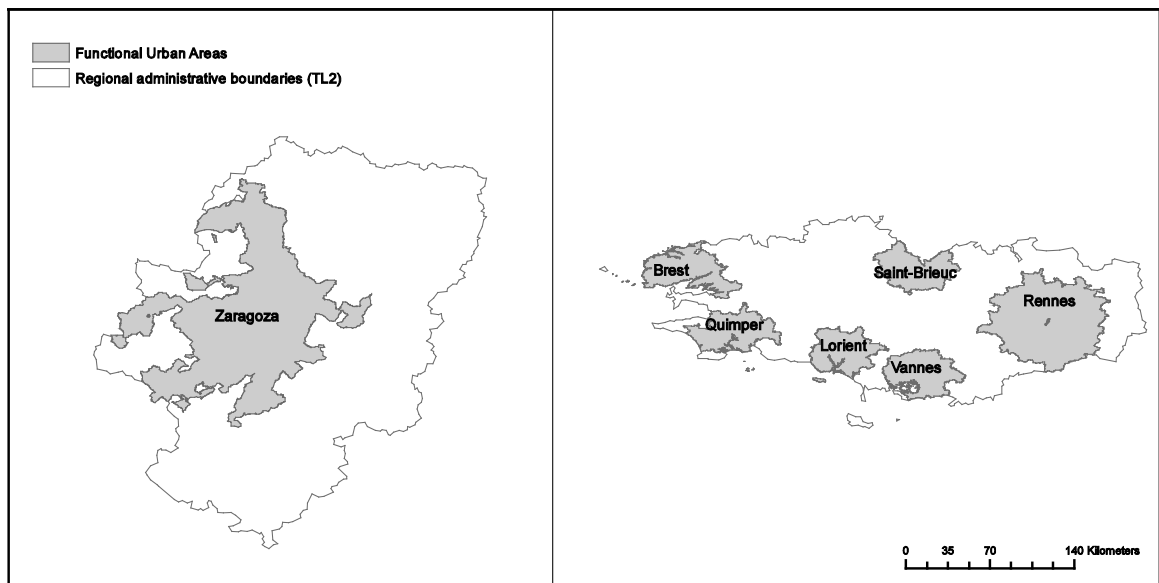 Functional Urban Areas
Regional administrative boundaries (TL2)
Zaragoza
Brest
Saint-Brieuc
Rennes
Quimper
Lorient
Vannes
0 35 70 140 Kilometers